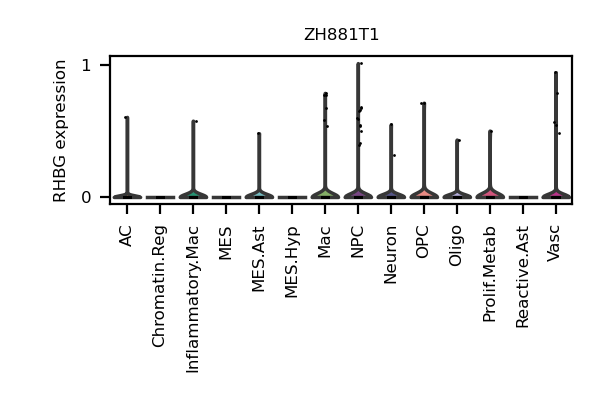 ZH881T1
RHBG expression
1
0
AC
Chromatin.Reg
Inflammatory.Mac
MES
MES.Ast
MES.Hyp
Mac
NPC
Neuron
OPC
Oligo
Prolif.Metab
Reactive.Ast
Vasc